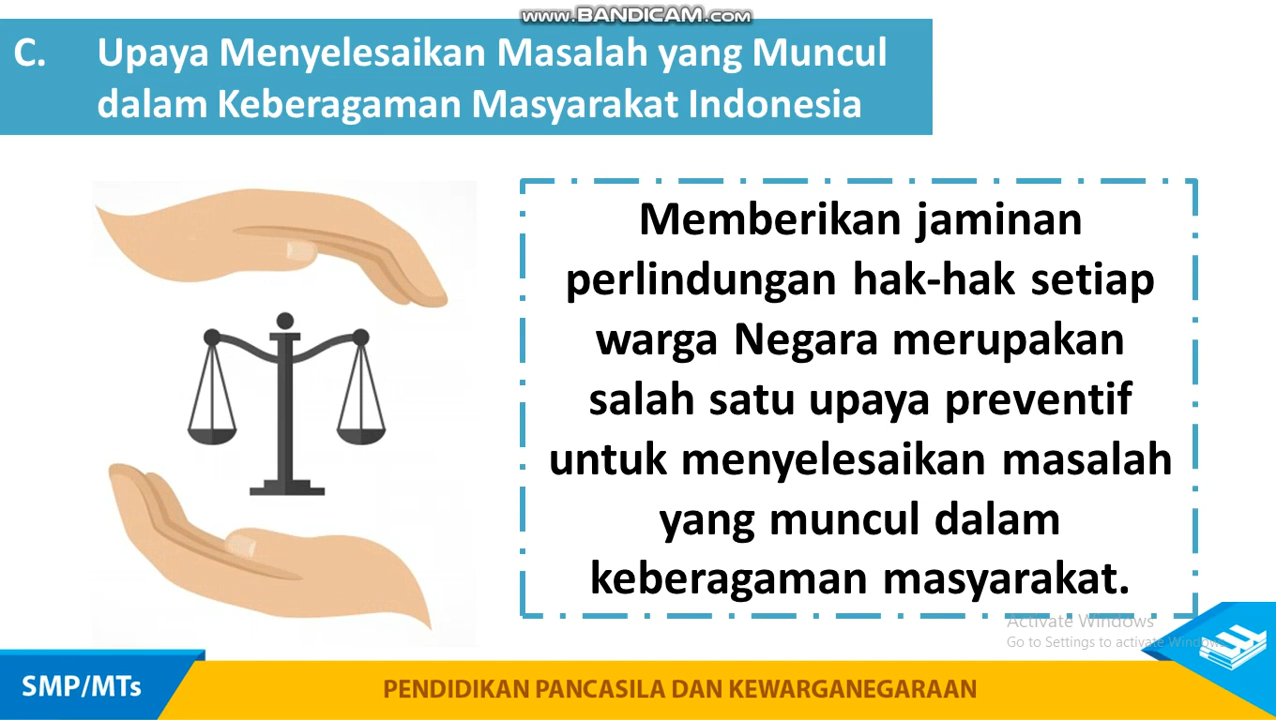 www.BANDICAM.com
C. Upaya Menyelesaikan Masalah yang Muncul
dalam Keberagaman Masyarakat Indonesia
Memberikan jaminan
perlindungan hak-hak setiap
warga Negara merupakan
salah satu upaya preventif
untuk menyelesaikan masalah
yang muncul dalam
keberagaman masyarakat.
Activate Windows
Go to Settings to activate Windows.
SMP/MTs
PENDIDIKAN PANCASILA DAN KEWARGANEGARAAN